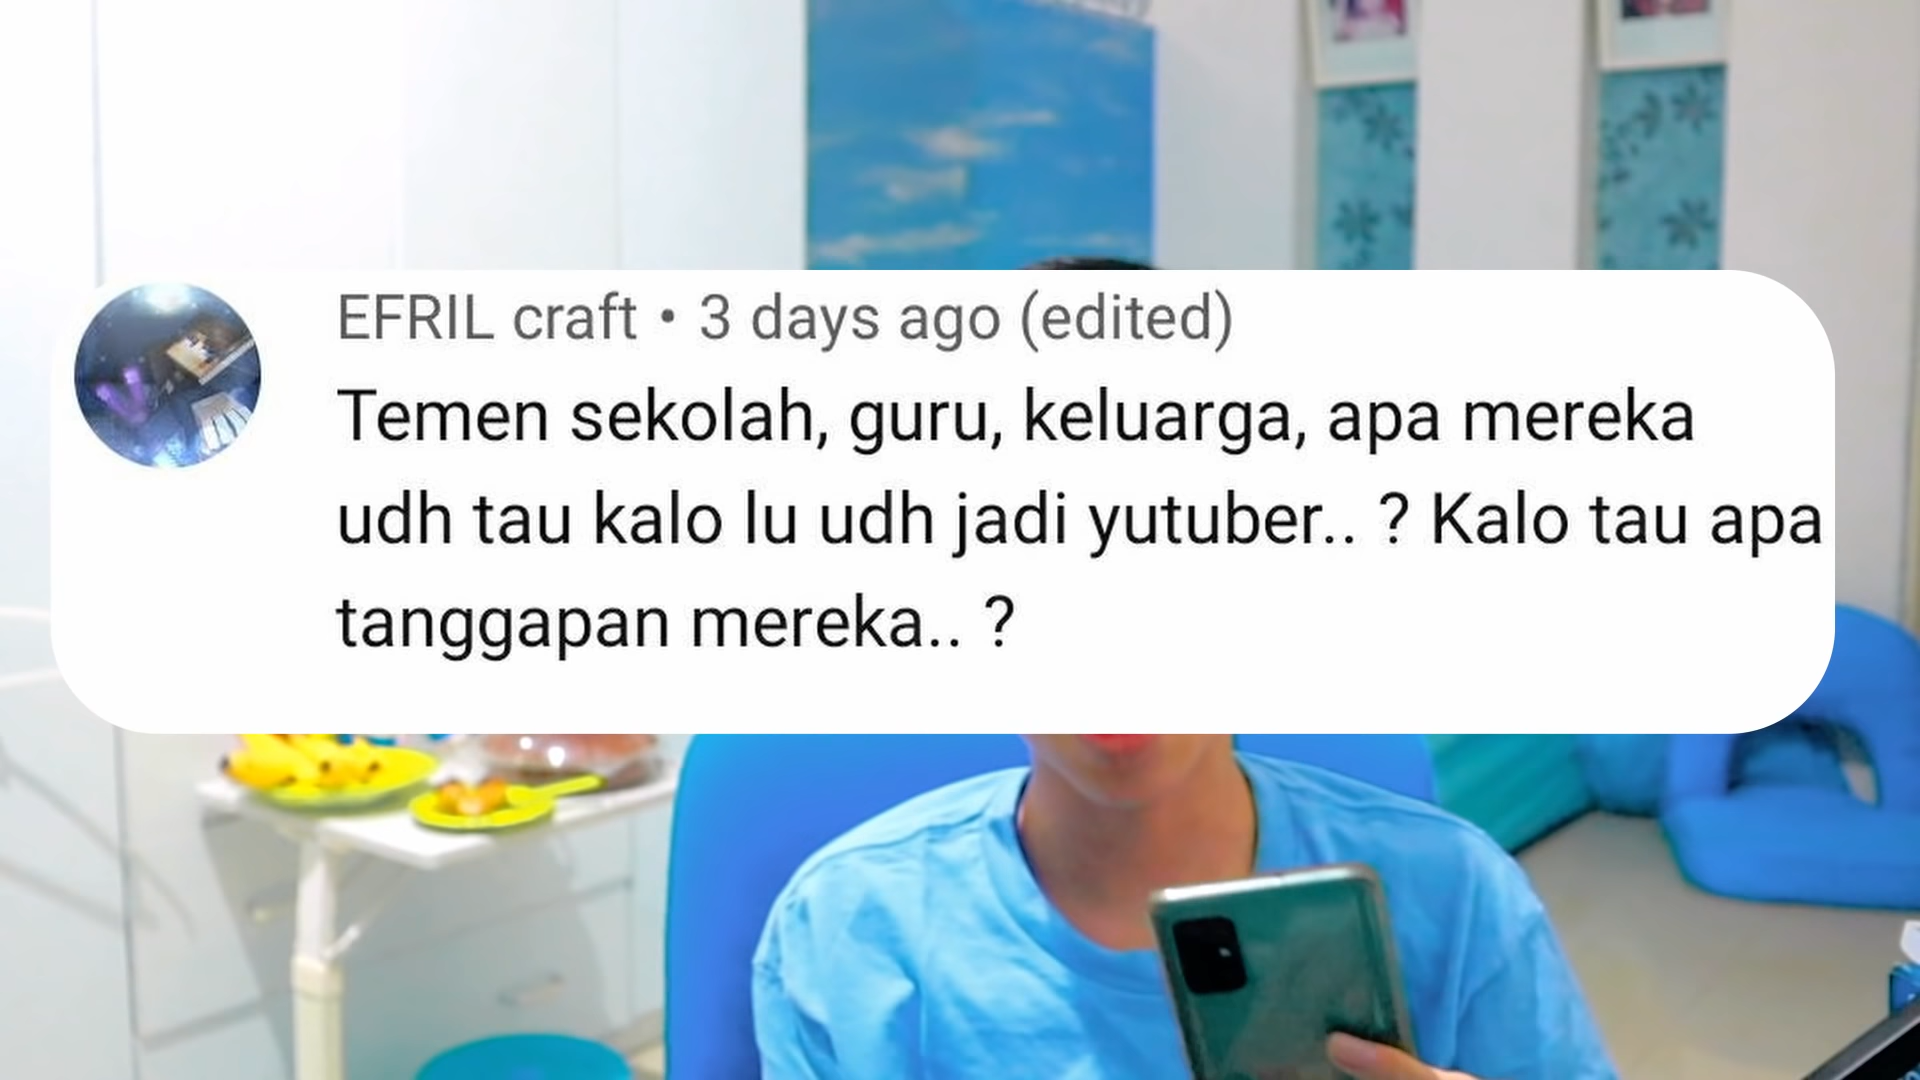 EFRIL craft • 3 days ago (edited)
Temen sekolah, guru, keluarga, apa mereka
udh tau kalo lu udh jadi yutuber.. ? Kalo tau apa
tanggapan mereka.. ?